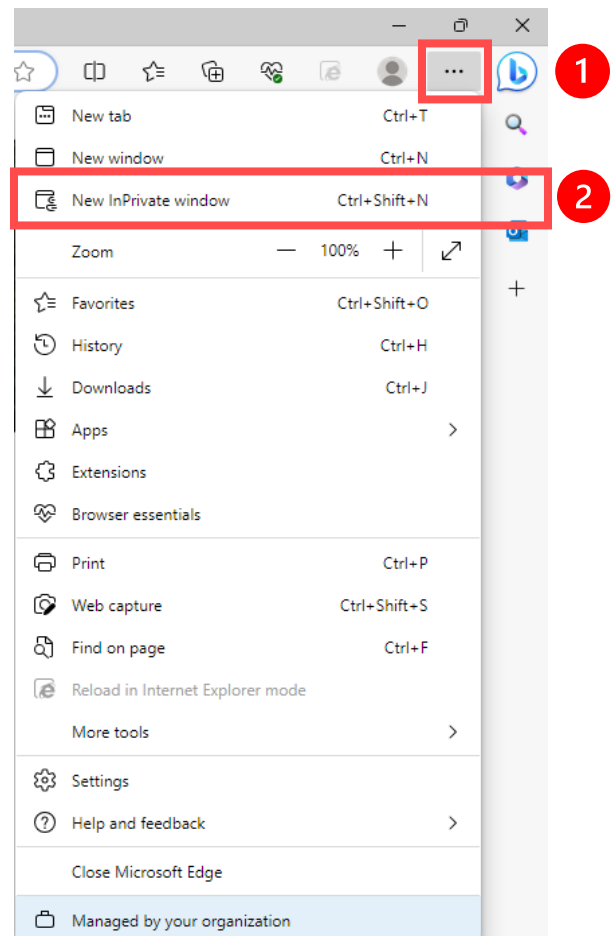 1
New tab Ctrl+T
New window Ctrl+N
New InPrivate window Ctrl+Shift+N
2
Zoom — 100% +
Favorites Ctrl+Shift+O
History Ctrl+H
Downloads Ctrl+J
Apps
Extensions
Browser essentials
Print Ctrl+P
Web capture Ctrl+Shift+S
Find on page Ctrl+F
Reload in Internet Explorer mode
More tools
Settings
Help and feedback
Close Microsoft Edge
Managed by your organization